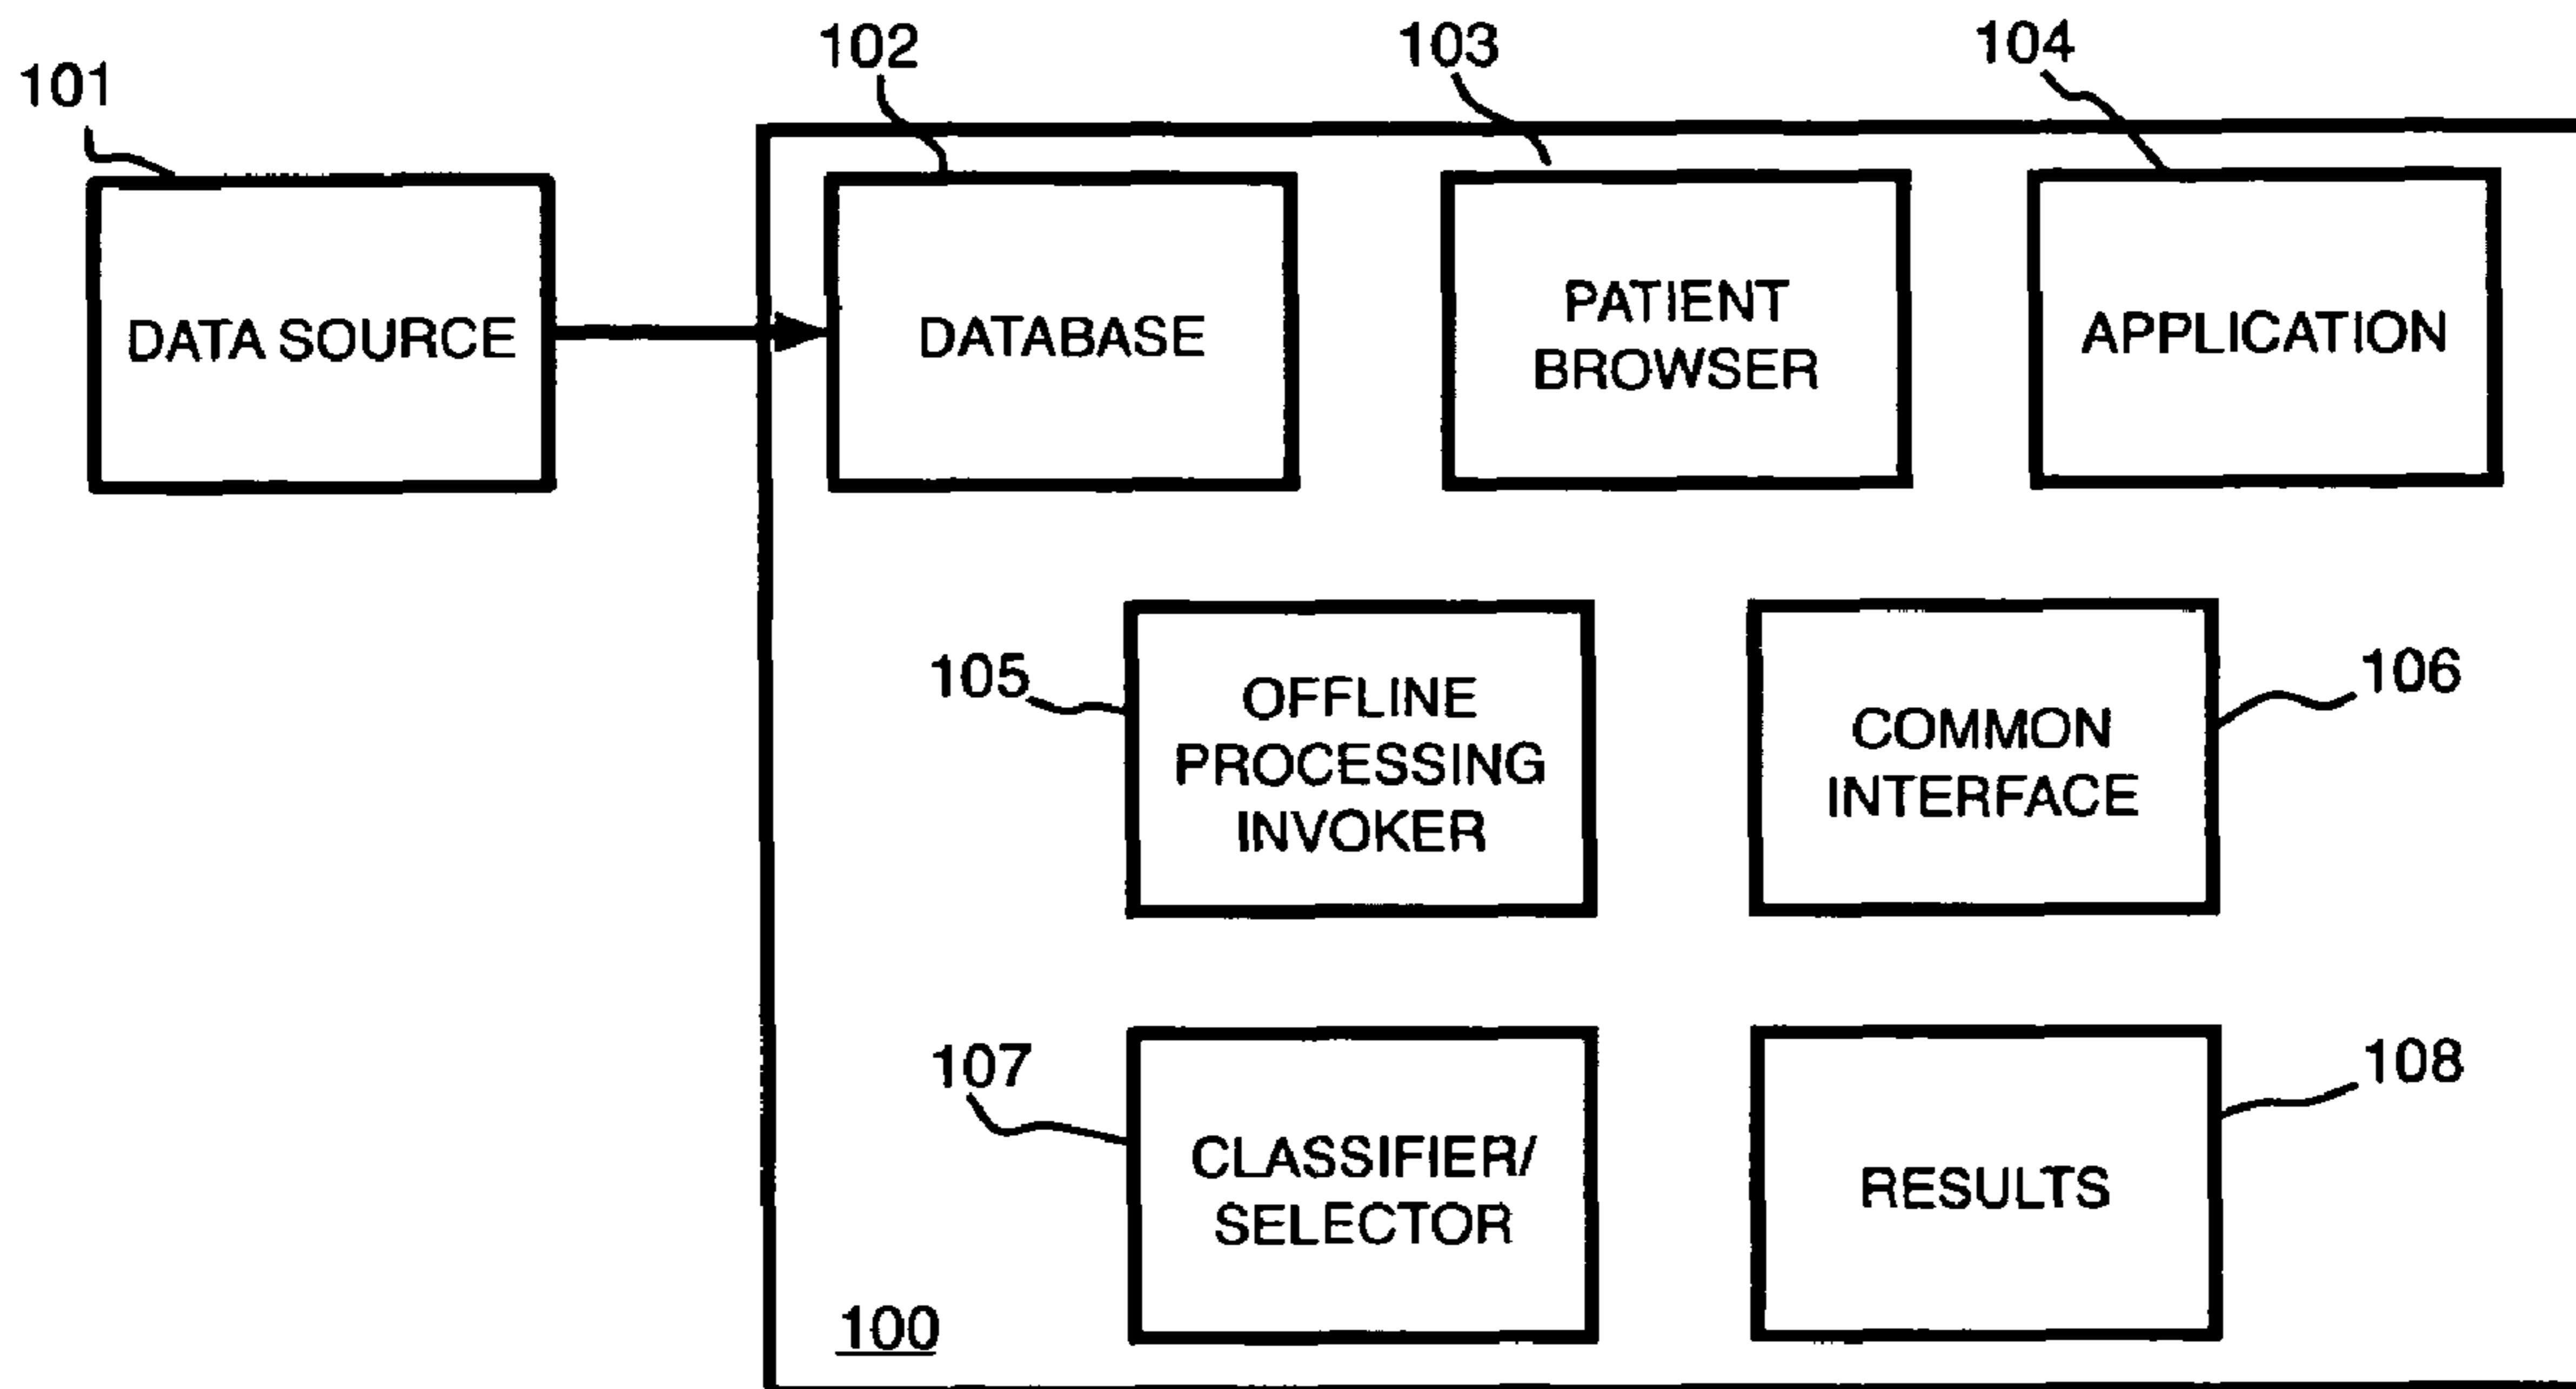 101
102
103
104
DATA SOURCE
DATABASE
PATIENT
BROWSER
APPLICATION
105
OFFLINE
PROCESSING
INVOKER
COMMON
INTERFACE
106
107
CLASSIFIER/
SELECTOR
RESULTS
108
100